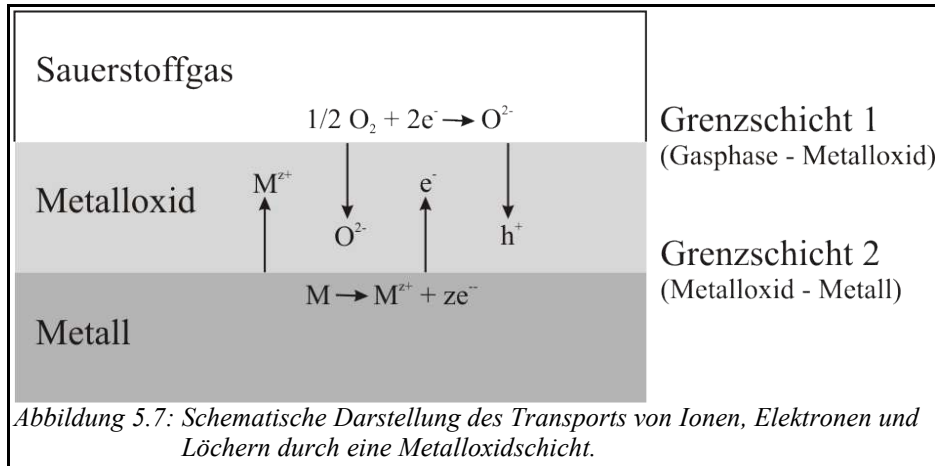 Sauerstoffgas
1/2 O₂ + 2e⁻ → O²⁻
Grenzschicht 1
(Gasphase - Metalloxid)
Mᶻ⁺
e⁻
Metalloxid
O²⁻
h⁺
Grenzschicht 2
(Metalloxid - Metall)
M → Mᶻ⁺ + ze⁻
Metall
Abbildung 5.7: Schematische Darstellung des Transports von Ionen, Elektronen und
Löchern durch eine Metalloxidschicht.